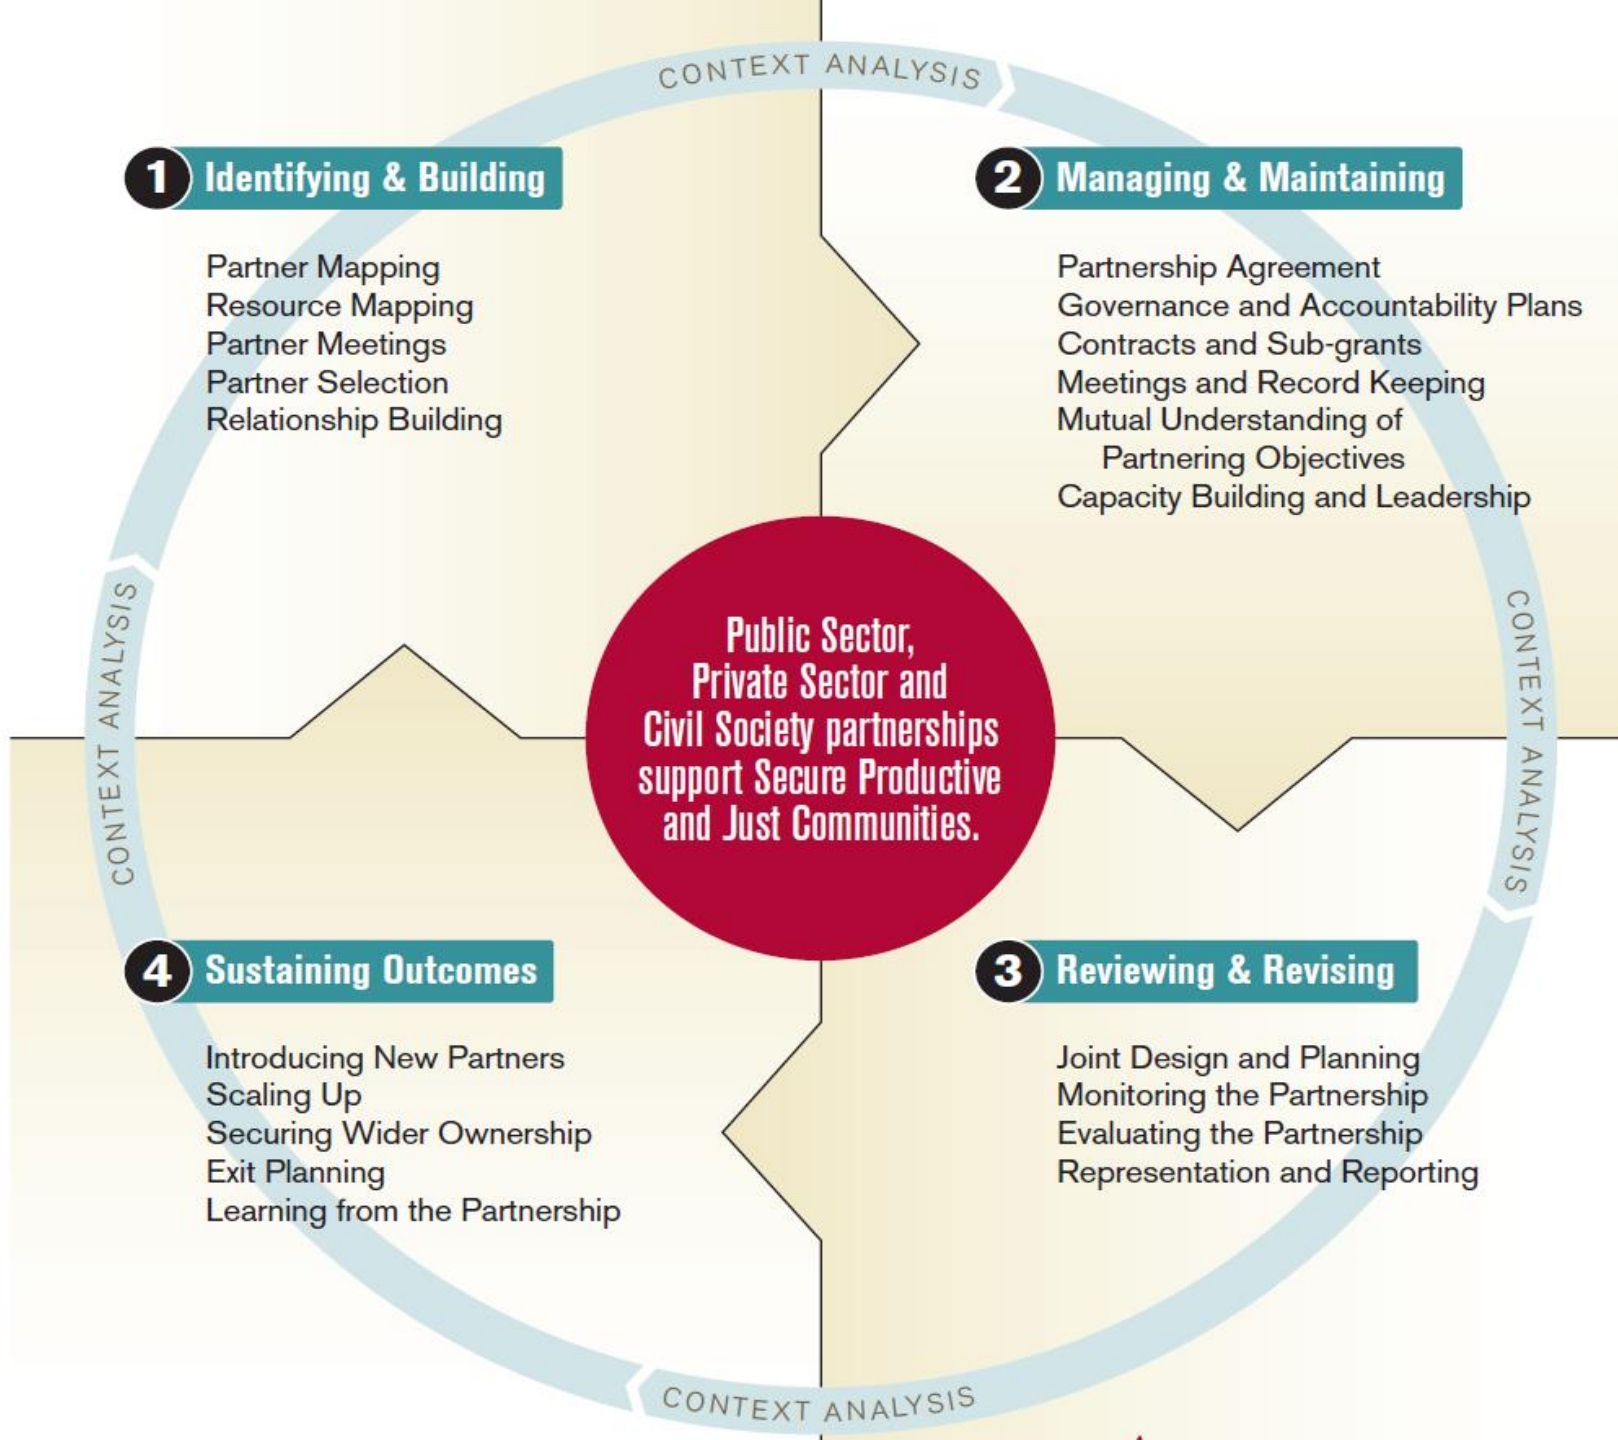 CONTEXT ANALYSIS
1 Identifying & Building
Partner Mapping
Resource Mapping
Partner Meetings
Partner Selection
Relationship Building
2 Managing & Maintaining
Partnership Agreement
Governance and Accountability Plans
Contracts and Sub-grants
Meetings and Record Keeping
Mutual Understanding of
Partnering Objectives
Capacity Building and Leadership
CONTEXT ANALYSIS
CONTEXT ANALYSIS
Public Sector,
Private Sector and
Civil Society partnerships
support Secure Productive
and Just Communities.
4 Sustaining Outcomes
Introducing New Partners
Scaling Up
Securing Wider Ownership
Exit Planning
Learning from the Partnership
3 Reviewing & Revising
Joint Design and Planning
Monitoring the Partnership
Evaluating the Partnership
Representation and Reporting
CONTEXT ANALYSIS